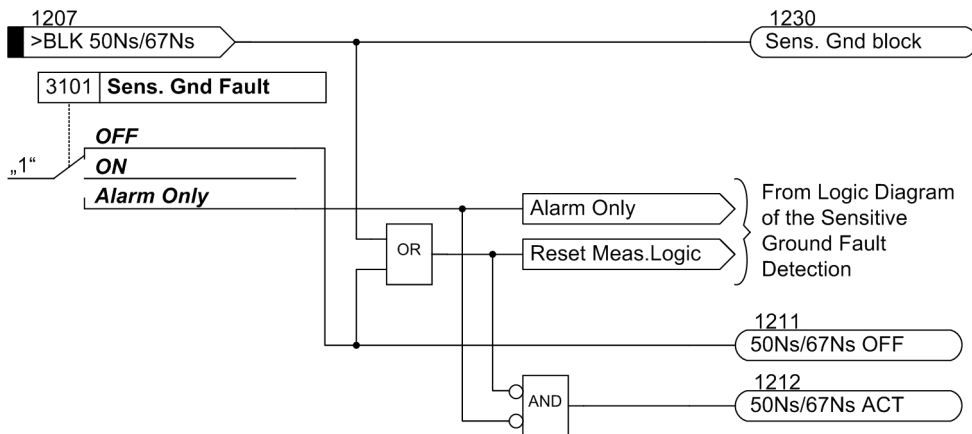 1207
>BLK 50Ns/67Ns
1230
Sens. Gnd block
3101 Sens. Gnd Fault
OFF
„1“
ON
Alarm Only
Alarm Only
Reset Meas.Logic
From Logic Diagram
of the Sensitive
Ground Fault
Detection
OR
1211
50Ns/67Ns OFF
1212
50Ns/67Ns ACT
AND